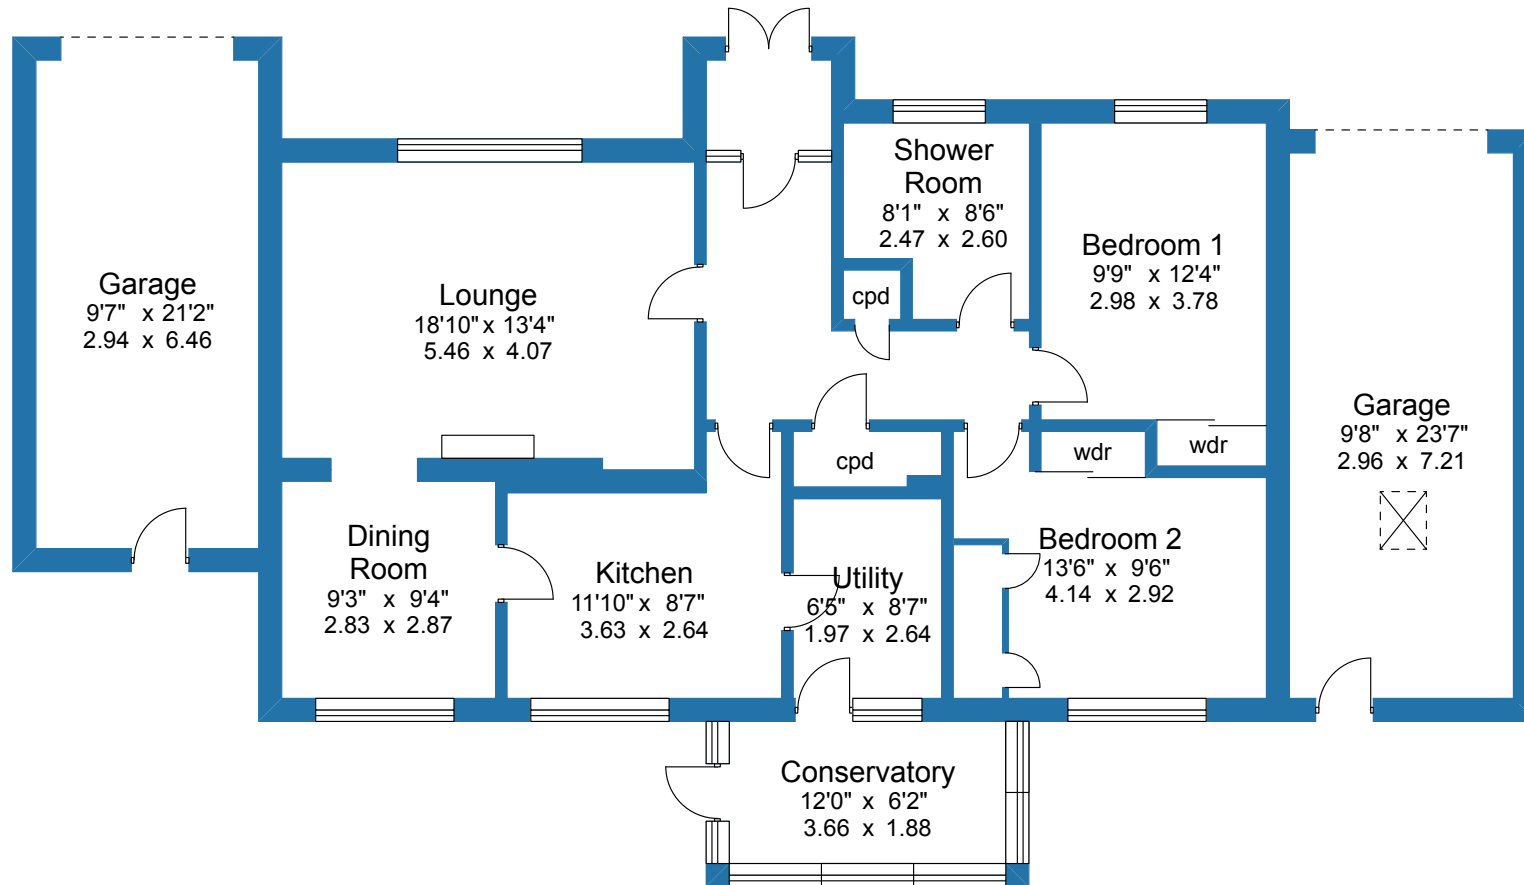 Garage
9'7" x 21'2"
2.94 x 6.46
Lounge
18'10" x 13'4"
5.46 x 4.07
Shower
Room
8'1" x 8'6"
2.47 x 2.60
cpd
Bedroom 1
9'9" x 12'4"
2.98 x 3.78
Garage
9'8" x 23'7"
2.96 x 7.21
cpd
wdr
wdr
Dining
Room
9'3" x 9'4"
2.83 x 2.87
Kitchen
11'10" x 8'7"
3.63 x 2.64
Utility
6'5" x 8'7"
1.97 x 2.64
Bedroom 2
13'6" x 9'6"
4.14 x 2.92
Conservatory
12'0" x 6'2"
3.66 x 1.88